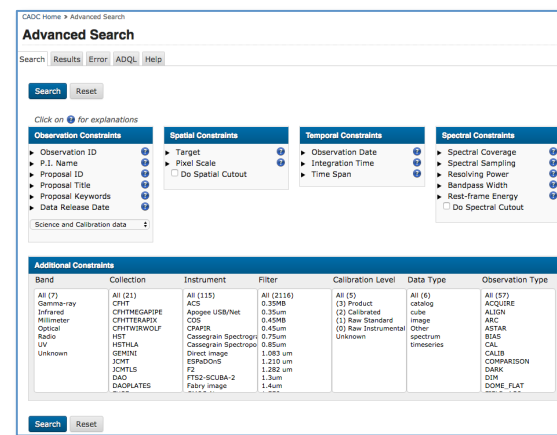 CADC Home > Advanced Search
Advanced Search
Search Results Error ADQL Help
Search Reset
Click on ? for explanations
Observation Constraints
Observation ID ?
P.I. Name ?
Proposal ID ?
Proposal Title ?
Proposal Keywords ?
Data Release Date ?
Science and Calibration data
Spatial Constraints
Target ?
Pixel Scale ?
Do Spatial Cutout
Temporal Constraints
Observation Date ?
Integration Time ?
Time Span ?
Spectral Constraints
Spectral Coverage ?
Spectral Sampling ?
Resolving Power ?
Bandpass Width ?
Rest-frame Energy ?
Do Spectral Cutout
Additional Constraints
Band
All (7)
Gamma-ray
Infrared
Millimeter
Optical
Radio
UV
Unknown
Collection
All (21)
CFHT
CFHTMEGAPIPE
CFHTTERAPIX
CFHTWIRWOLF
HST
HSTHLA
GEMINI
JCMT
JCMTLS
DAO
DAOPLATES
Instrument
All (115)
ACS
Apogee USB/Net
COS
CPAPIR
Cassegrain Spectrogra
Cassegrain Spectropo
Direct image
ESPaDOnS
F2
FTS2-SCUBA-2
Fabry image
Filter
All (2116)
0.35MB
0.35um
0.45MB
0.45um
0.75um
0.85um
1.083 um
1.210 um
1.282 um
1.3um
1.4um
Calibration Level
All (5)
(3) Product
(2) Calibrated
(1) Raw Standard
(0) Raw Instrumental
Unknown
Data Type
All (6)
catalog
cube
image
Other
spectrum
timeseries
Observation Type
All (57)
ACQUIRE
ALIGN
ARC
ASTAR
BIAS
CAL
CALIB
COMPARISON
DARK
DIM
DOME_FLAT
Search Reset